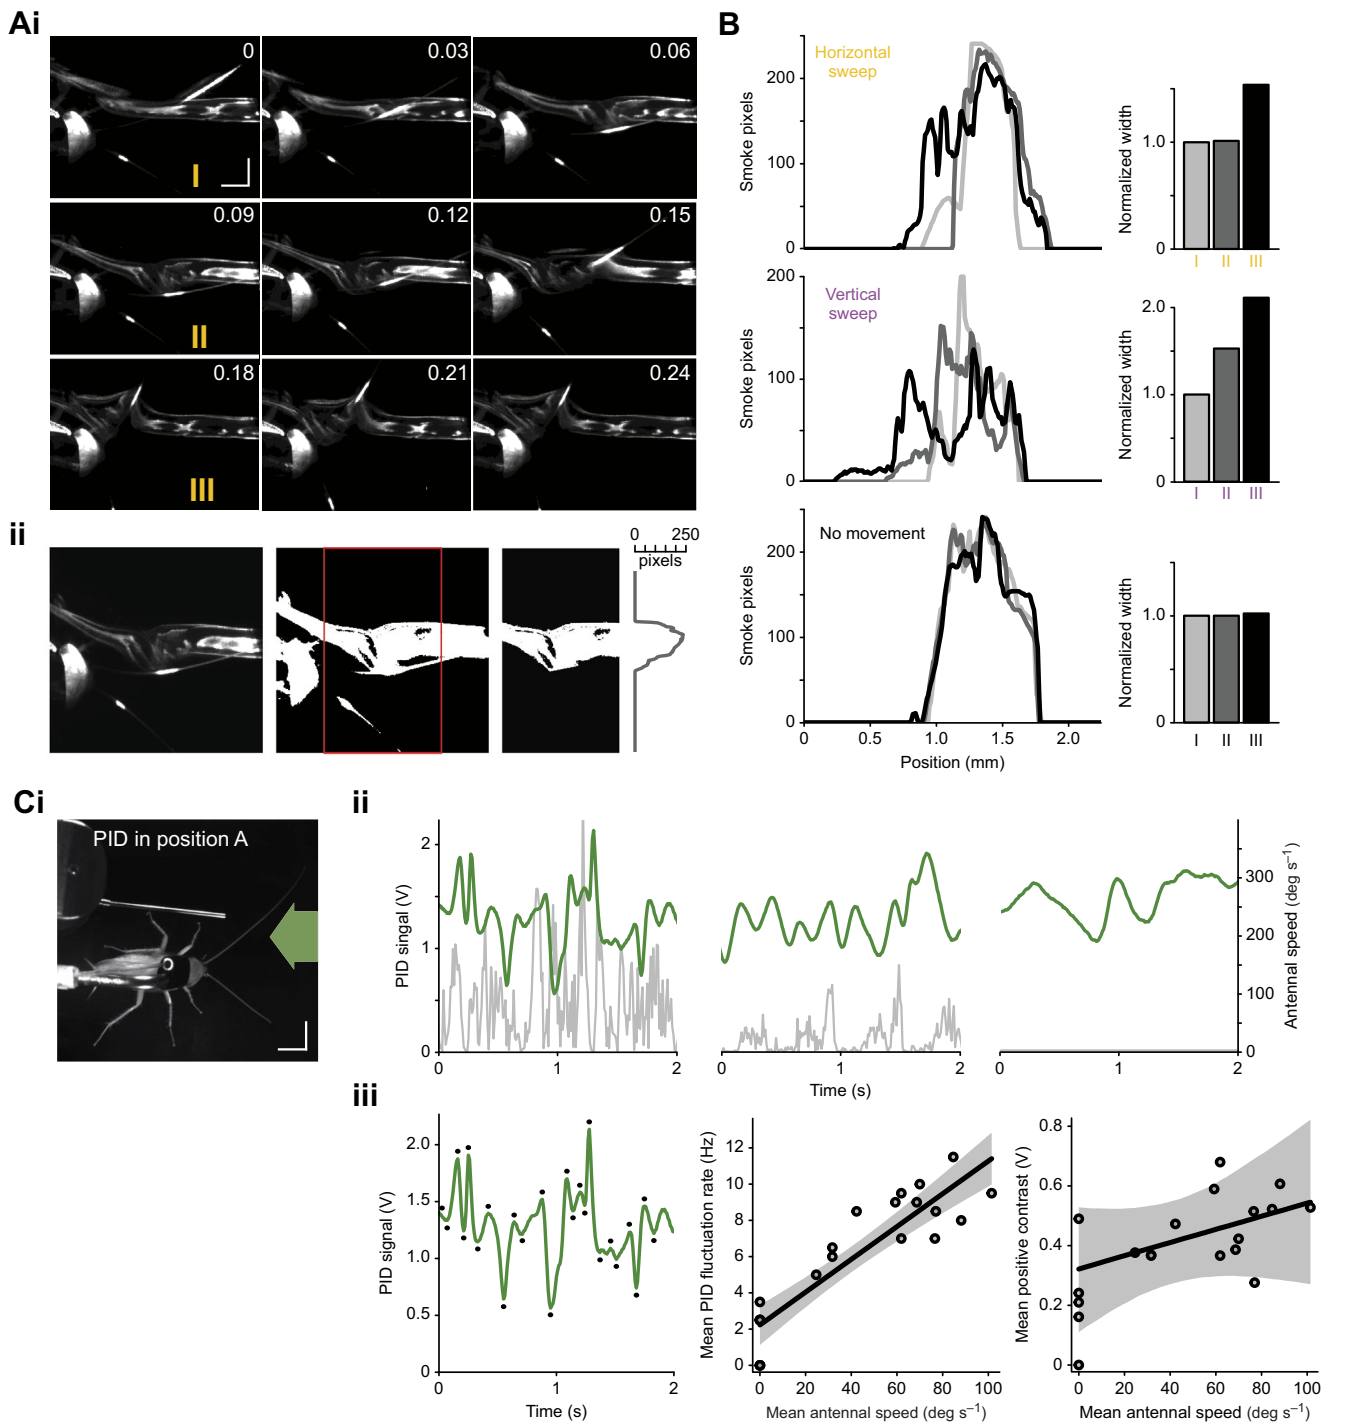 Ai
0
0.03
0.06
I
0.09
0.12
0.15
II
0.18
0.21
0.24
III
ii
0 250
pixels
B
Horizontal
sweep
Smoke pixels
200
100
0
Normalized width
1.0
0
I II III
Vertical
sweep
Smoke pixels
200
100
0
Normalized width
2.0
1.0
0
I II III
No movement
Smoke pixels
200
100
0
0 0.5 1.0 1.5 2.0
Position (mm)
Normalized width
1.0
0
I II III
Ci
PID in position A
ii
PID singal (V)
2
1
0
0 1 2
0 1 2
Time (s)
0 1 2
300
200
100
0
Antennal speed (deg s⁻¹)
iii
PID signal (V)
2.0
1.5
1.0
0.5
0
0 1 2
Time (s)
Mean PID fluctuation rate (Hz)
12
10
8
6
4
2
0
0 20 40 60 80 100
Mean antennal speed (deg s⁻¹)
Mean positive contrast (V)
0.8
0.6
0.4
0.2
0
0 20 40 60 80 100
Mean antennal speed (deg s⁻¹)